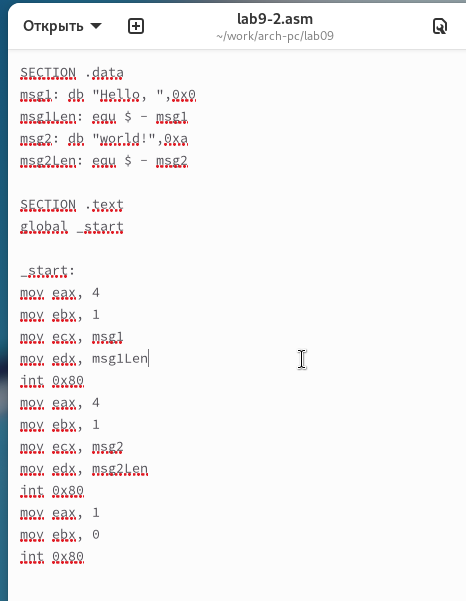 Открыть
lab9-2.asm
~/work/arch-pc/lab09
SECTION .data
msg1: db "Hello, ",0x0
msg1Len: equ $ - msg1
msg2: db "world!",0xa
msg2Len: equ $ - msg2
SECTION .text
global _start
_start:
mov eax, 4
mov ebx, 1
mov ecx, msg1
mov edx, msg1Len
int 0x80
mov eax, 4
mov ebx, 1
mov ecx, msg2
mov edx, msg2Len
int 0x80
mov eax, 1
mov ebx, 0
int 0x80